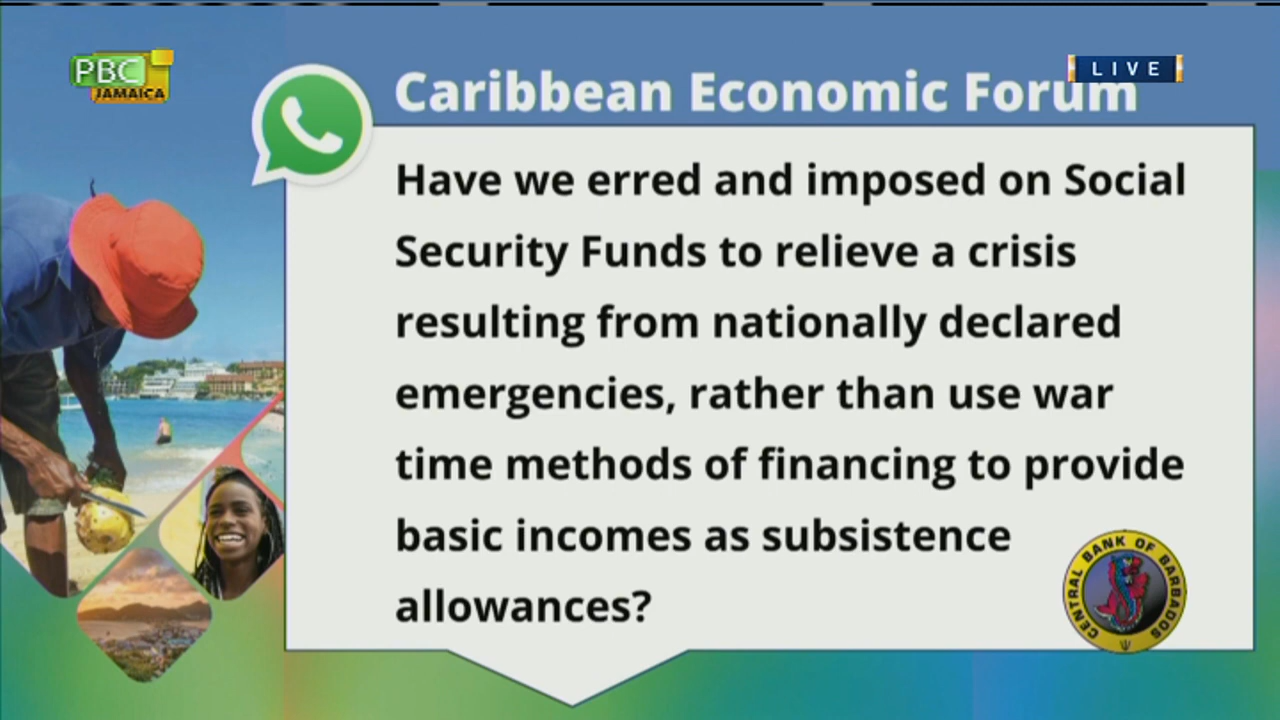 PBC
JAMAICA
LIVE
Caribbean Economic Forum
Have we erred and imposed on Social
Security Funds to relieve a crisis
resulting from nationally declared
emergencies, rather than use war
time methods of financing to provide
basic incomes as subsistence
allowances?
CENTRAL BANK OF BARBADOS